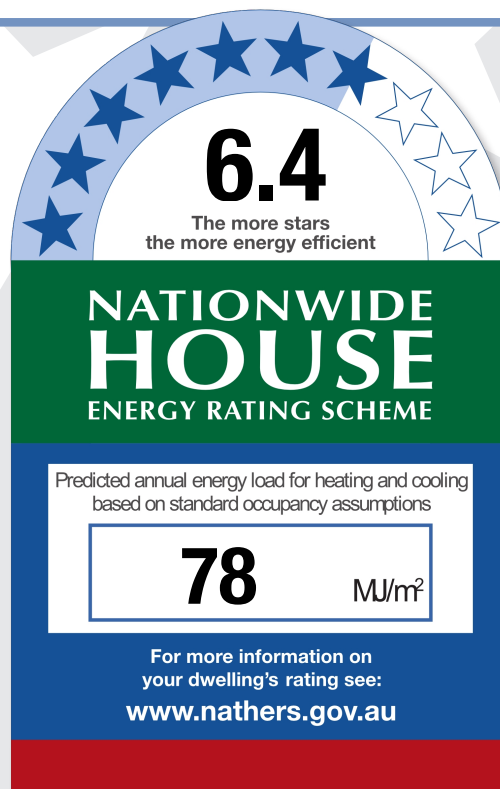 6.4
The more stars
the more energy efficient
NATIONWIDE
HOUSE
ENERGY RATING SCHEME
Predicted annual energy load for heating and cooling
based on standard occupancy assumptions
78 MJ/m²
For more information on
your dwelling's rating see:
www.nathers.gov.au